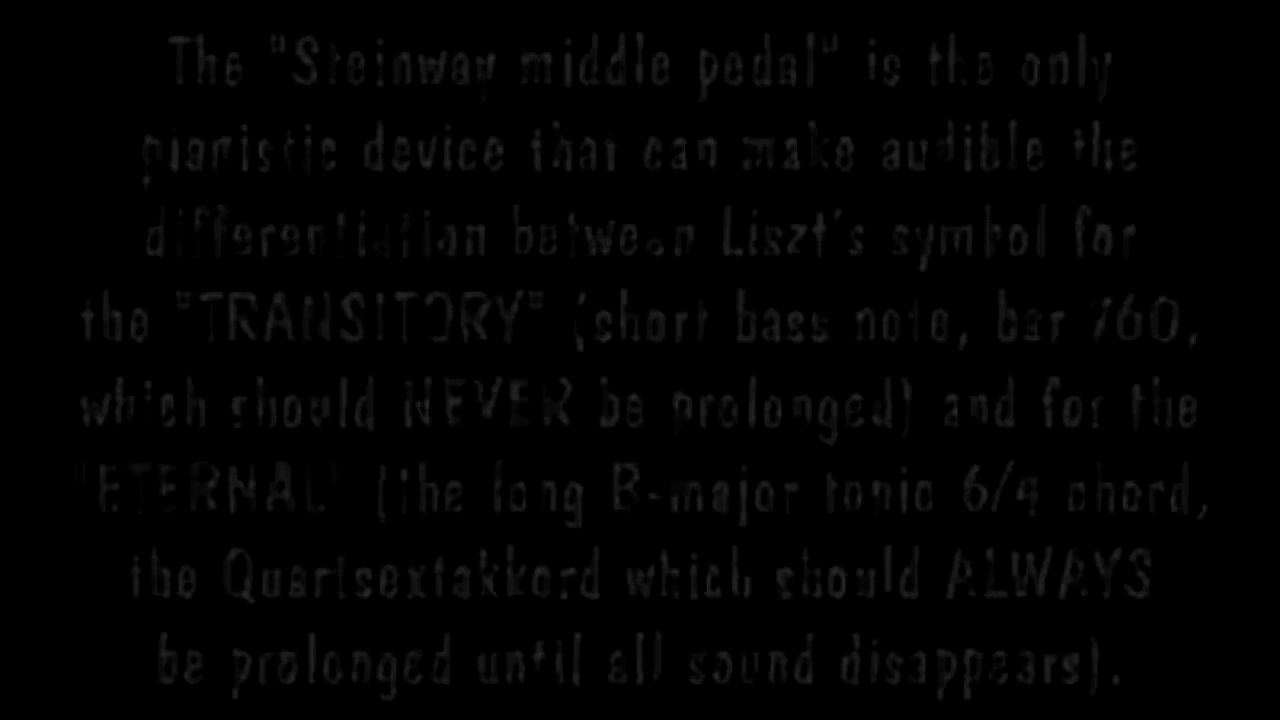 The "Steinway middle pedal" is the only
pianistic device that can make audible the
differentiation between Liszt's symbol for
the "TRANSITORY" (short bass note, bar 760,
which should NEVER be prolonged) and for the
"ETERNAL" (the long B-major tonic 6/4 chord,
the Quartsextakkord which should ALWAYS
be prolonged until all sound disappears).